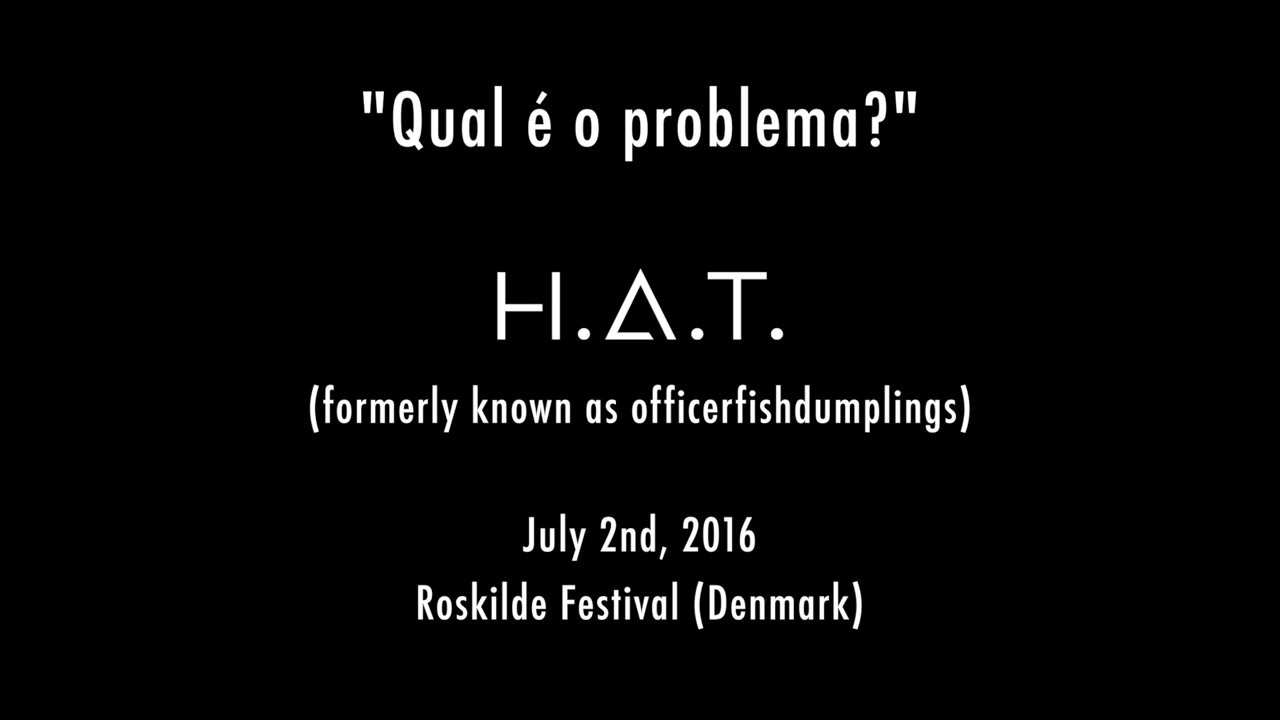 "Qual é o problema?"
H.A.T.
(formerly known as officerfishdumplings)
July 2nd, 2016
Roskilde Festival (Denmark)